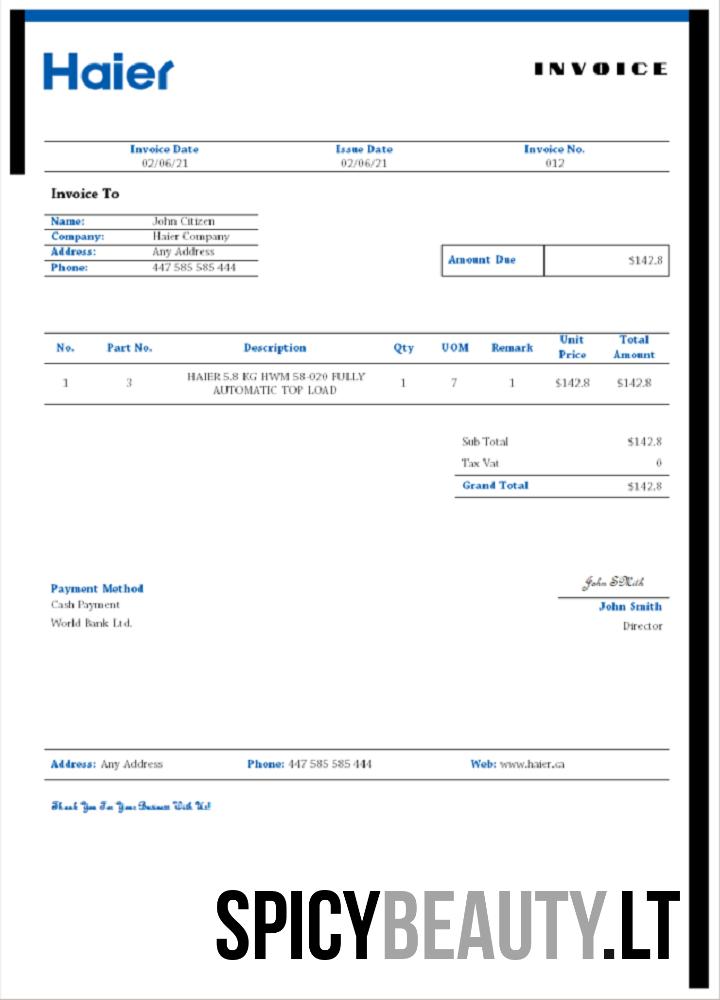 Haier
INVOICE
Invoice Date Issue Date Invoice No.
02/06/21 02/06/21 012
Invoice To
Name: John Citizen
Company: Haier Company
Address: Any Address
Phone: 447 585 585 444
Amount Due $142.8
No. Part No. Description Qty UOM Remark Unit Price Total Amount
1 3 HAIER 5.8 KG HWM 58-020 FULLY 1 7 1 $142.8 $142.8
AUTOMATIC TOP LOAD
Sub Total $142.8
Tax Vat 0
Grand Total $142.8
Payment Method
Cash Payment
World Bank Ltd.
John SMith
John Smith
Director
Address: Any Address Phone: 447 585 585 444 Web: www.haier.ca
Thank You For Your Business With Us!
SPICYBEAUTY.LT